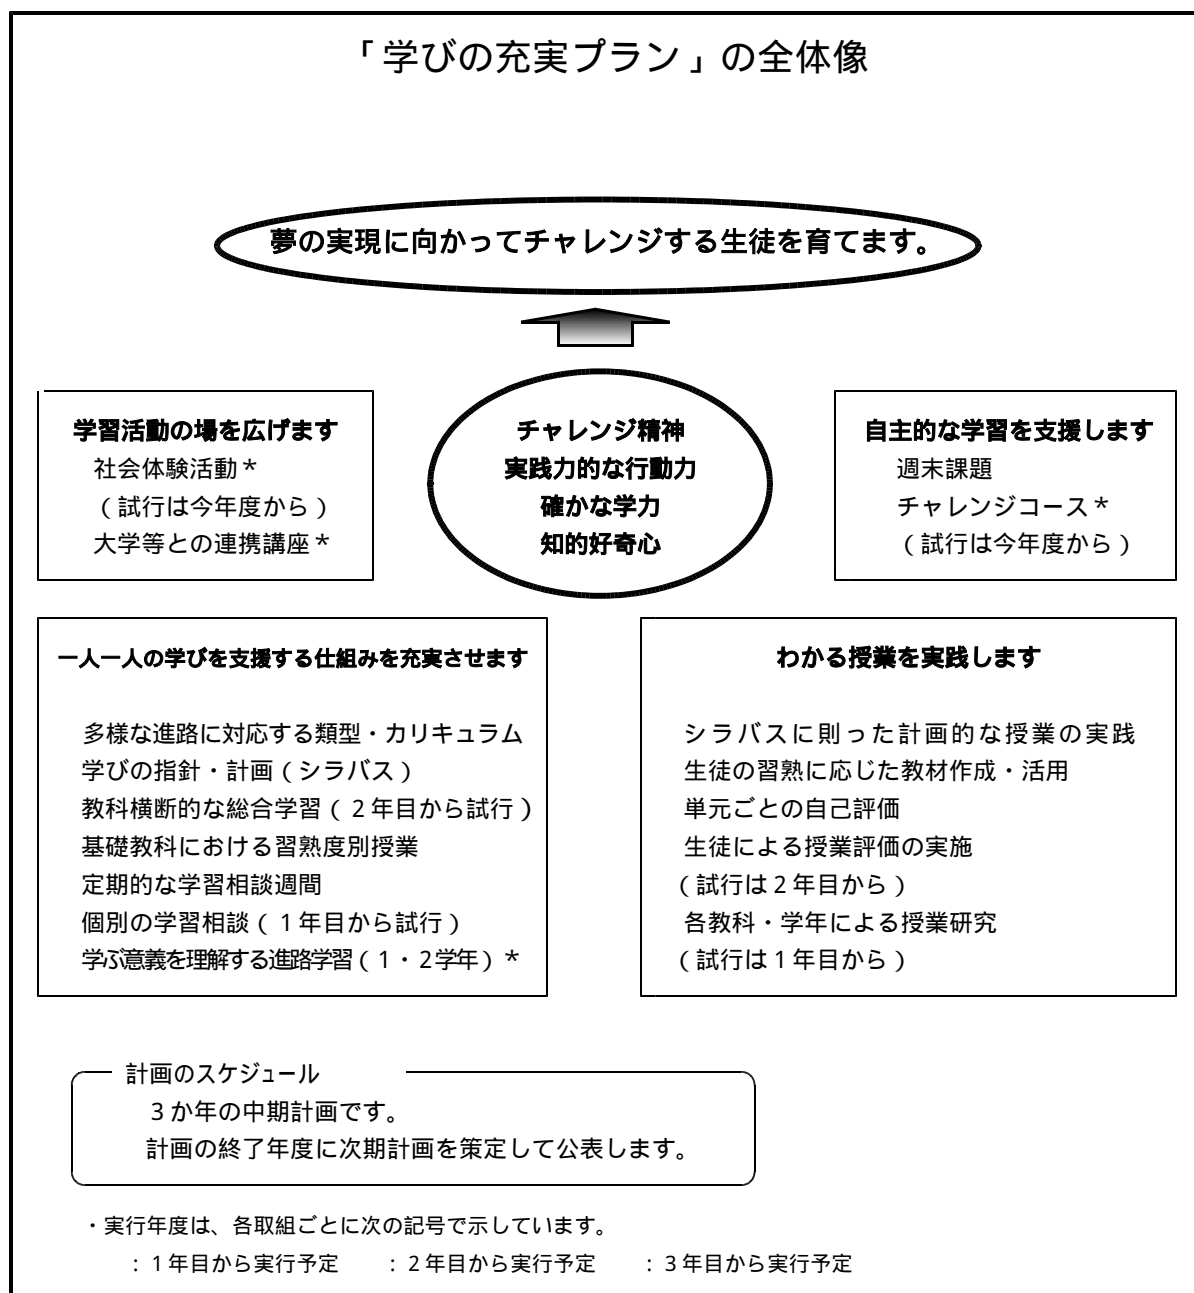 「学びの充実プラン」の全体像
夢の実現に向かってチャレンジする生徒を育てます。
学習活動の場を広げます
社会体験活動*
(試行は今年度から)
大学等との連携講座*
チャレンジ精神
実践力的な行動力
確かな学力
知的好奇心
自主的な学習を支援します
週末課題
チャレンジコース*
(試行は今年度から)
一人一人の学びを支援する仕組みを充実させます
多様な進路に対応する類型・カリキュラム
学びの指針・計画(シラバス)
教科横断的な総合学習(2年目から試行)
基礎教科における習熟度別授業
定期的な学習相談週間
個別の学習相談(1年目から試行)
学ぶ意義を理解する進路学習(1・2学年)*
わかる授業を実践します
シラバスに則った計画的な授業の実践
生徒の習熟に応じた教材作成・活用
単元ごとの自己評価
生徒による授業評価の実施
(試行は2年目から)
各教科・学年による授業研究
(試行は1年目から)
計画のスケジュール
3か年の中期計画です。
計画の終了年度に次期計画を策定して公表します。
・実行年度は、各取組ごとに次の記号で示しています。
:1年目から実行予定 :2年目から実行予定 :3年目から実行予定